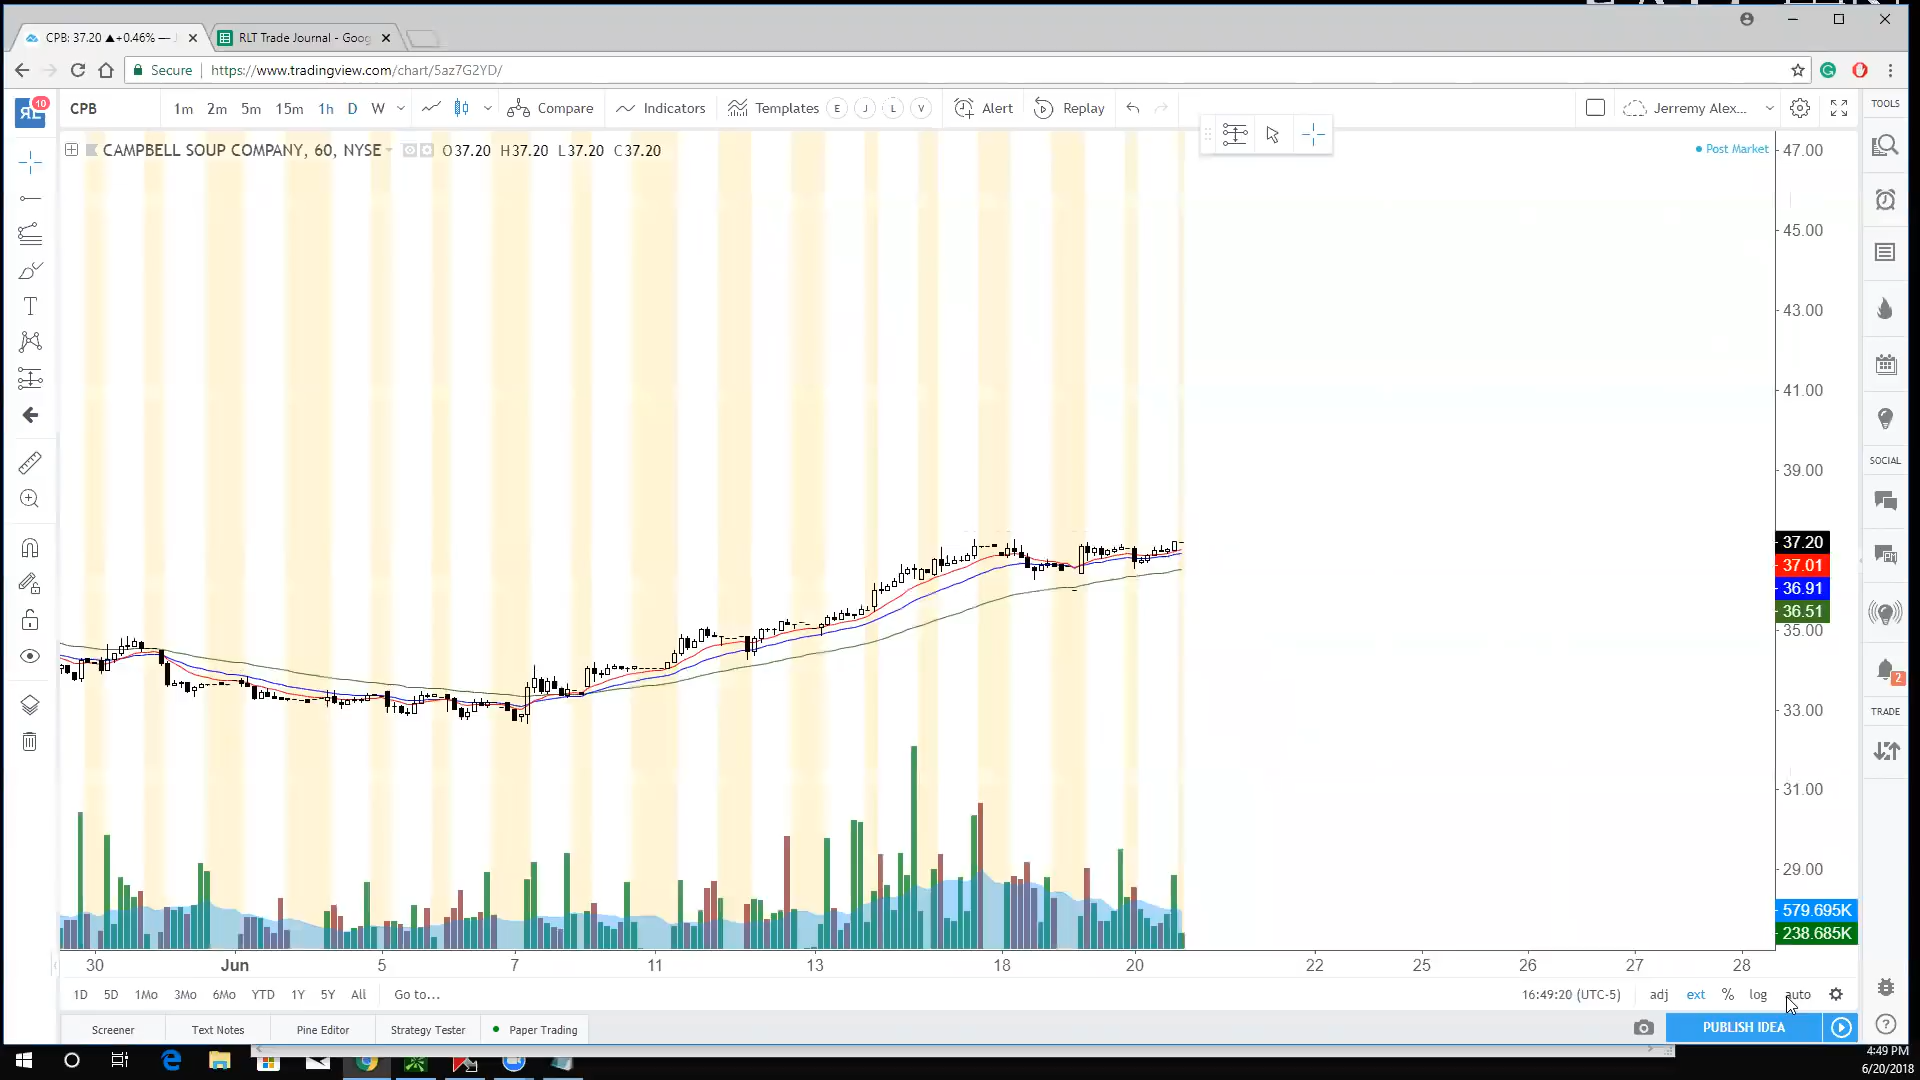 CPB: 37.20 ▲+0.46% —
RLT Trade Journal - Goog
Secure
https://www.tradingview.com/chart/5az7G2YD/
10
CPB
1m 2m 5m 15m 1h D W
Compare
Indicators
Templates
E J L V
Alert
Replay
Jerremy Alex...
TOOLS
CAMPBELL SOUP COMPANY, 60, NYSE
O37.20 H37.20 L37.20 C37.20
Post Market
47.00
45.00
43.00
41.00
39.00
37.20
37.01
36.91
36.51
35.00
33.00
31.00
29.00
579.695K
238.685K
SOCIAL
2
TRADE
30 Jun 5 7 11 13 18 20 22 25 26 27 28
1D 5D 1Mo 3Mo 6Mo YTD 1Y 5Y All Go to...
16:49:20 (UTC-5) adj ext % log auto
Screener Text Notes Pine Editor Strategy Tester Paper Trading
PUBLISH IDEA
4:49 PM
6/20/2018